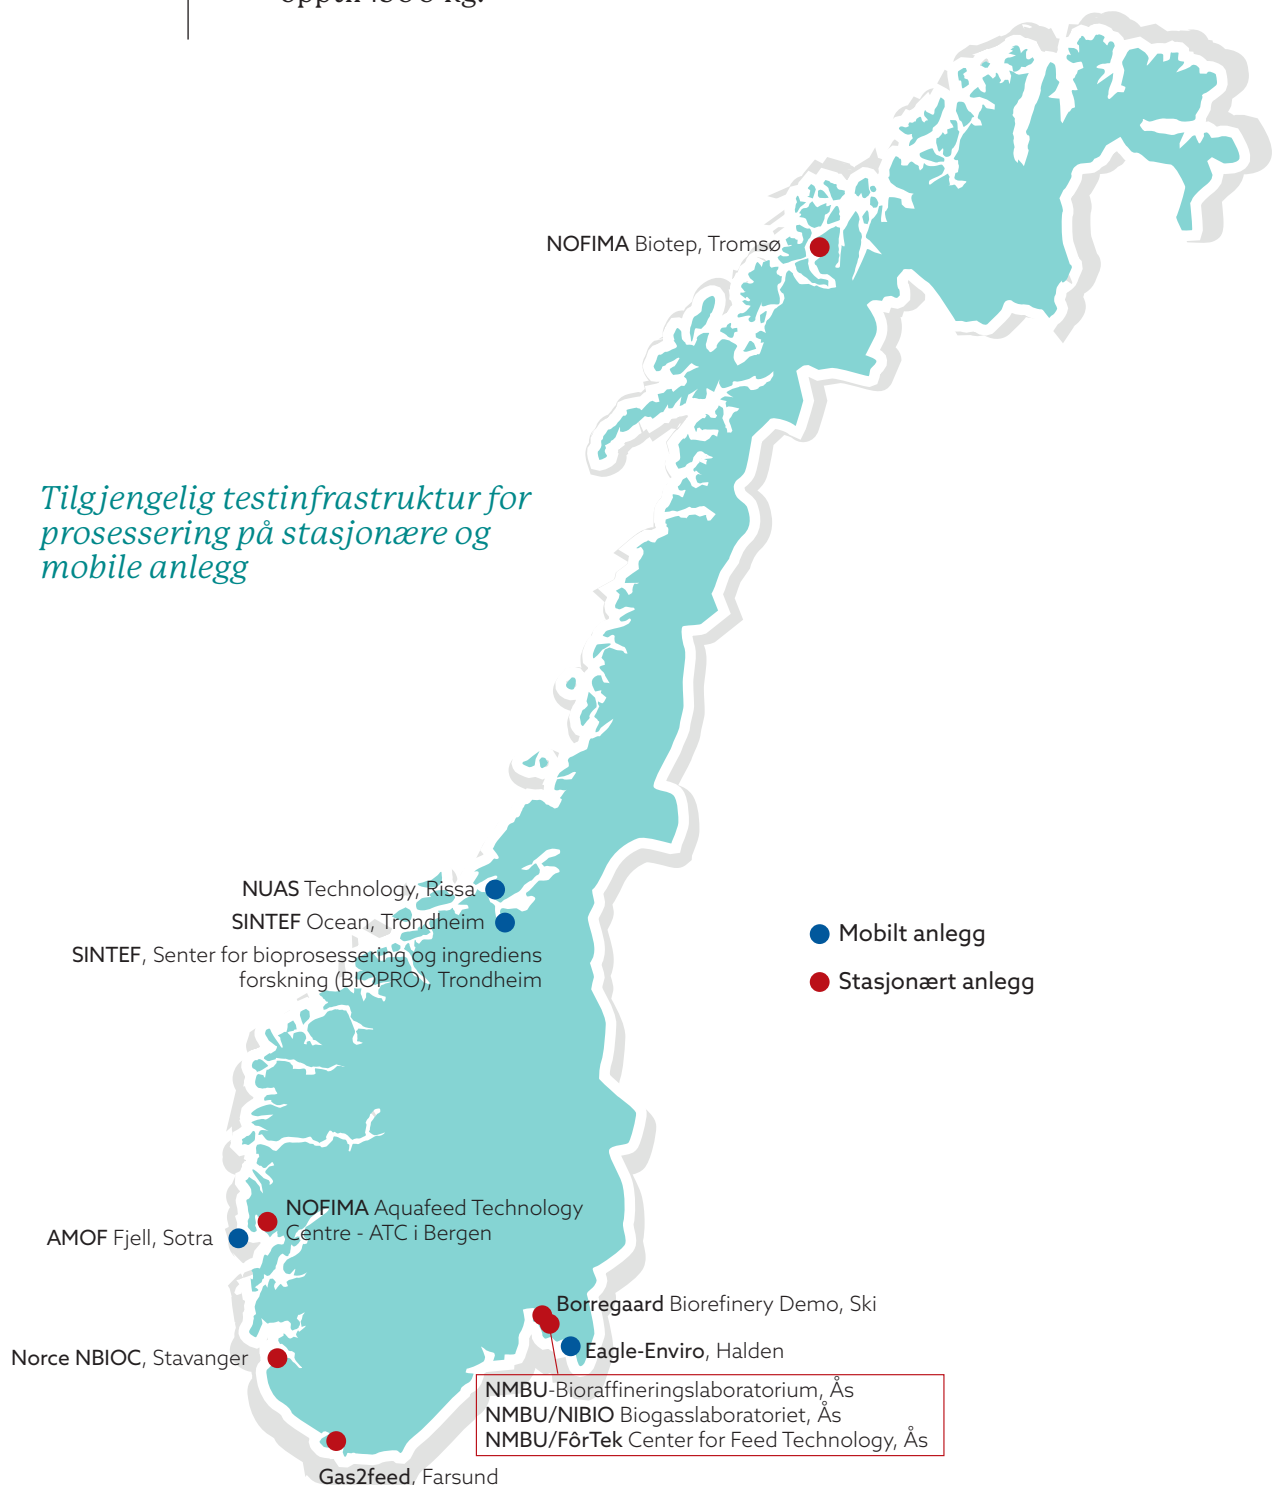 NOFIMA Biotep, Tromsø
Tilgjengelig testinfrastruktur for
prosessering på stasjonære og
mobile anlegg
NUAS Technology, Rissa
SINTEF Ocean, Trondheim
SINTEF, Senter for bioprosessering og ingrediens
forskning (BIOPRO), Trondheim
Mobilt anlegg
Stasjonært anlegg
NOFIMA Aquafeed Technology
Centre - ATC i Bergen
AMOF Fjell, Sotra
Borregaard Biorefinery Demo, Ski
Eagle-Enviro, Halden
Norce NBIOC, Stavanger
NMBU-Bioraffineringslaboratorium, Ås
NMBU/NIBIO Biogasslaboratoriet, Ås
NMBU/FôrTek Center for Feed Technology, Ås
Gas2feed, Farsund